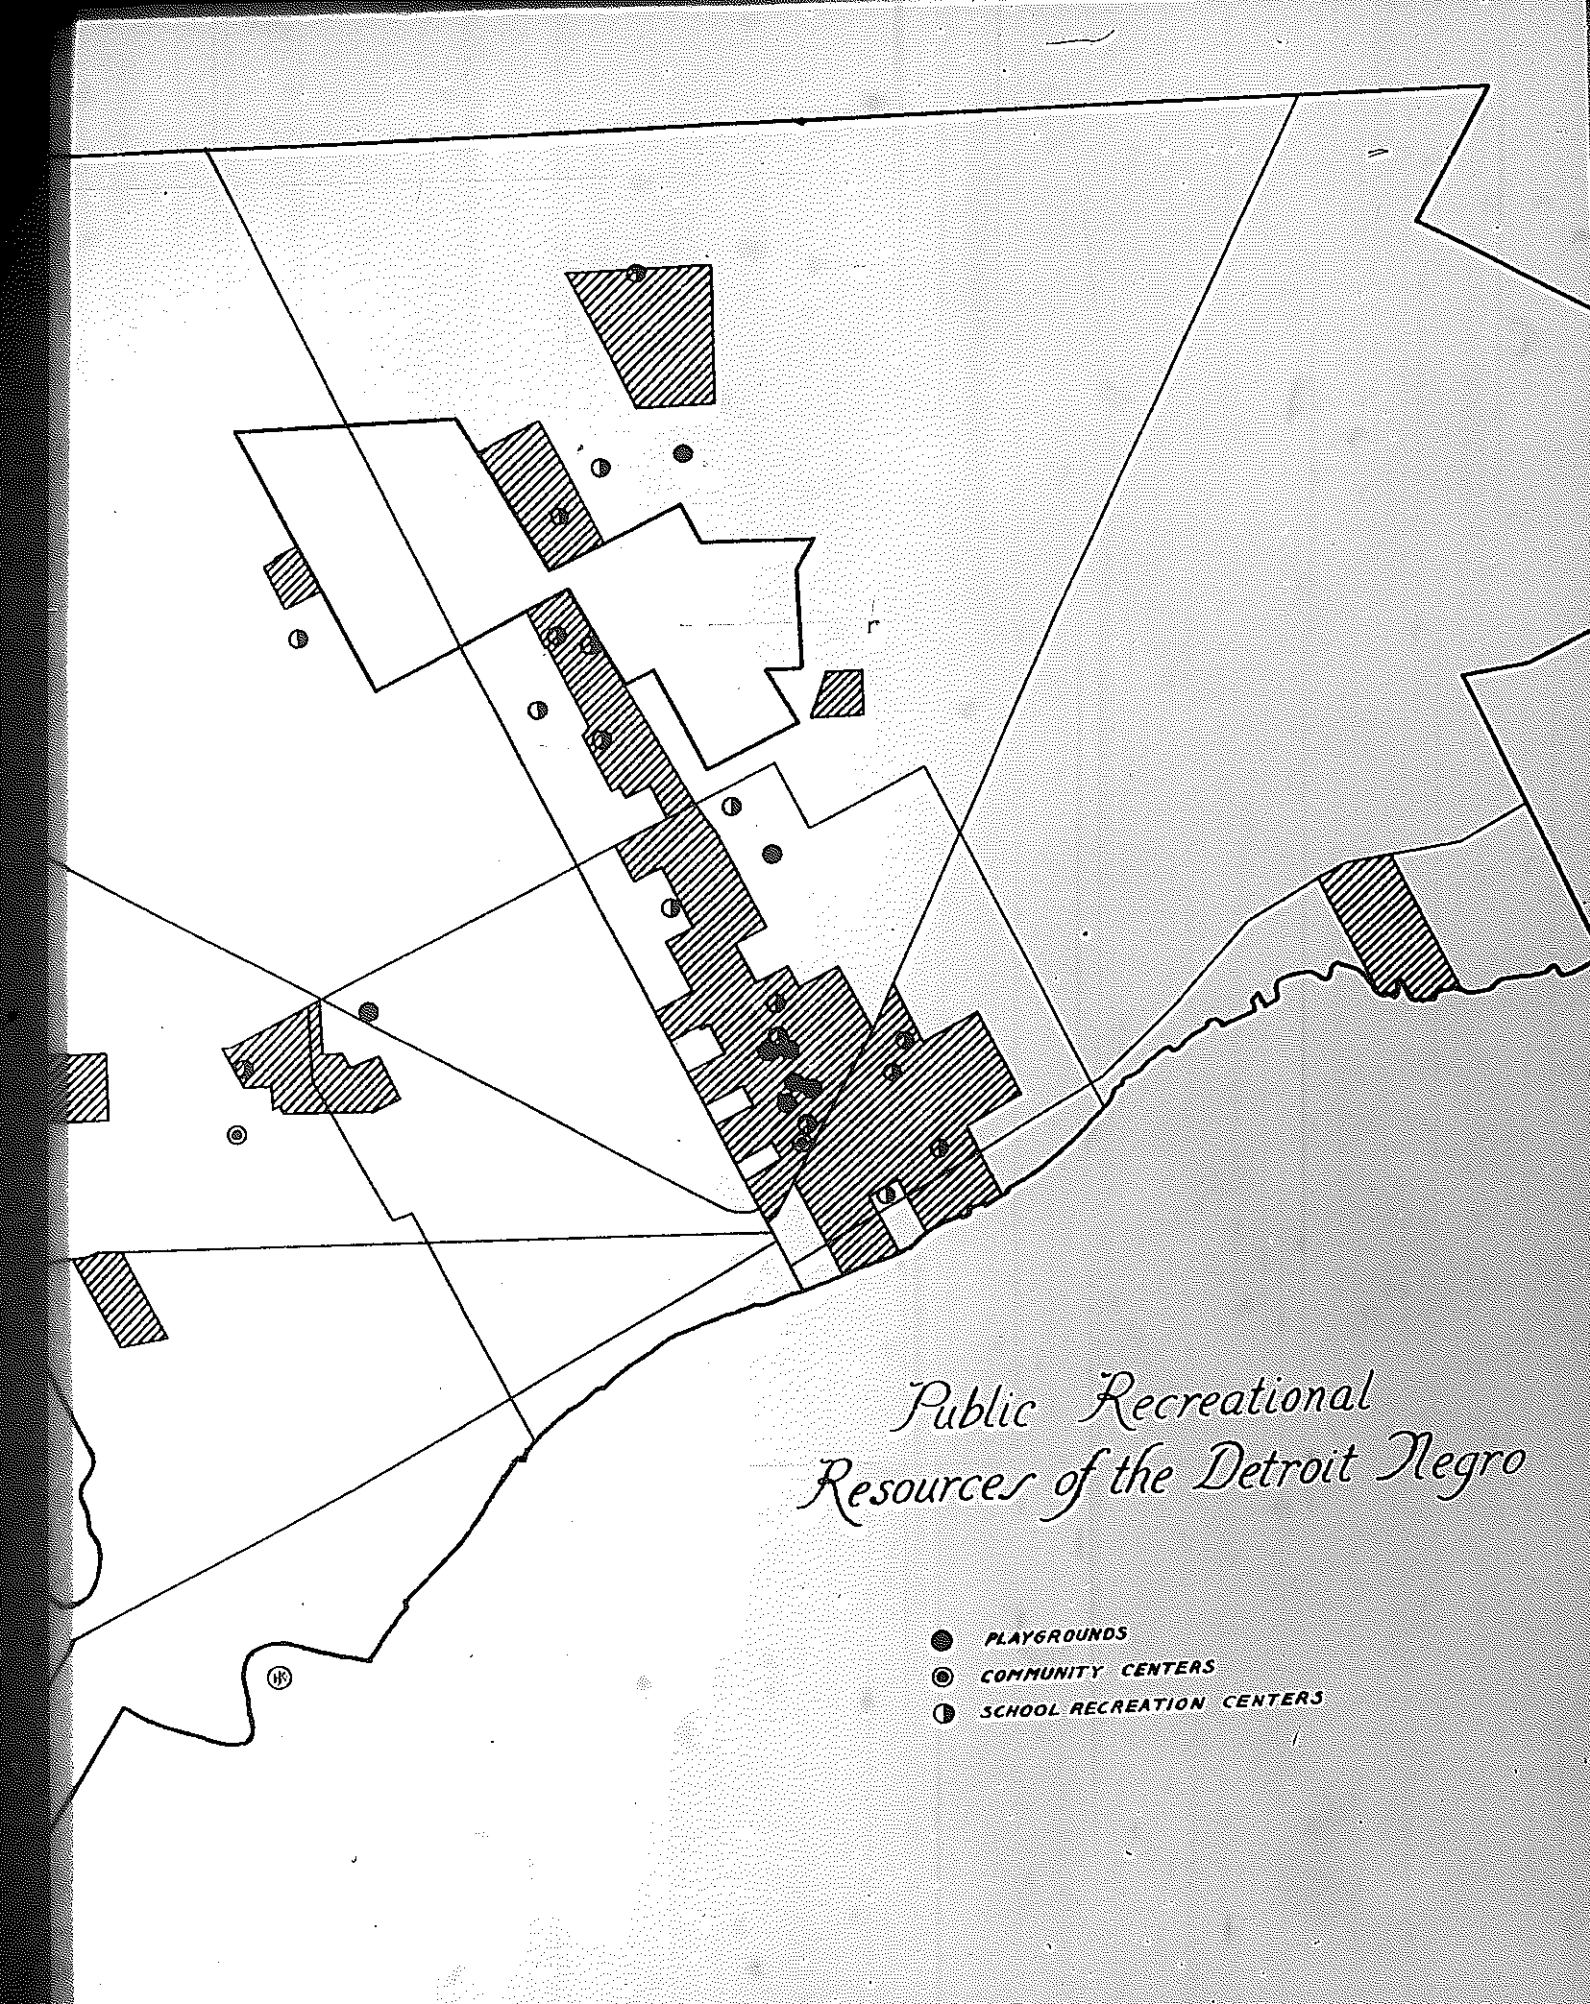 Public Recreational
Resources of the Detroit Negro
PLAYGROUNDS
COMMUNITY CENTERS
SCHOOL RECREATION CENTERS